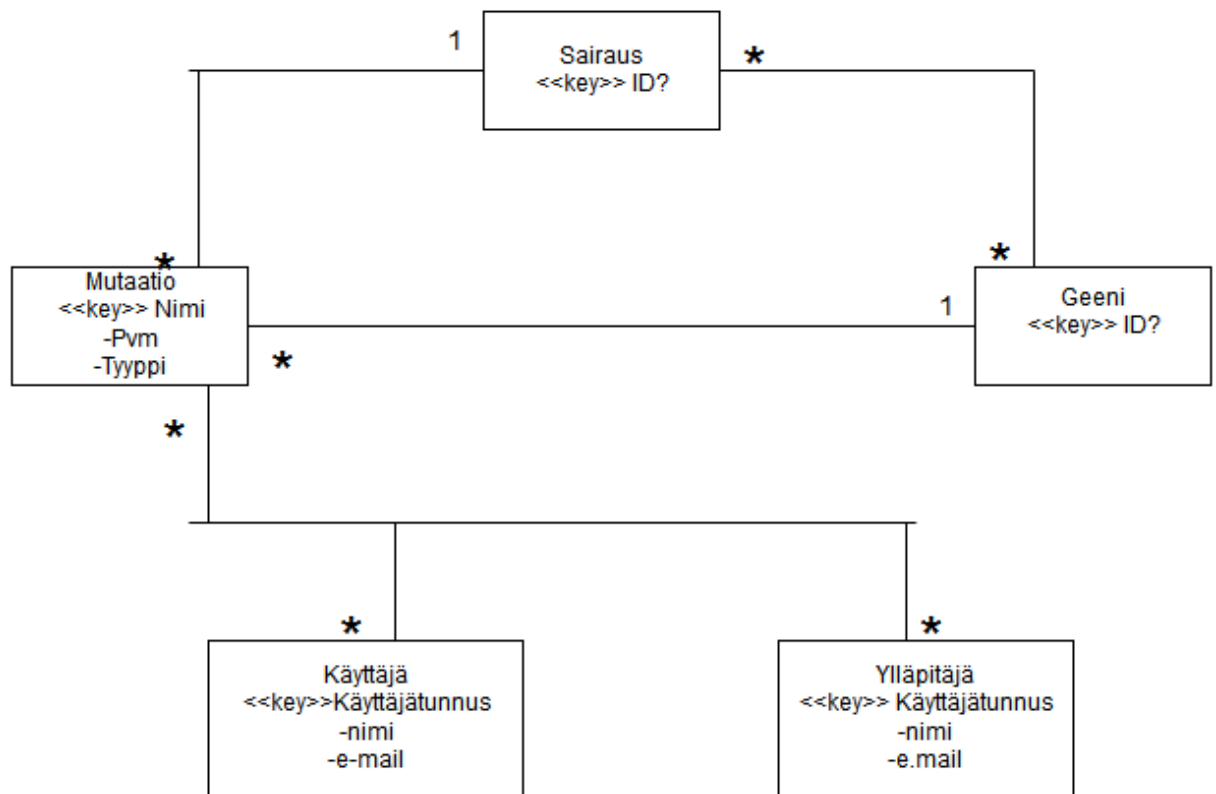 1
Sairaus
<<key>> ID?
*
*
Mutaatio
<<key>> Nimi
-Pvm
-Tyyppi
*
*
1
*
Geeni
<<key>> ID?
*
Käyttäjä
<<key>>Käyttäjätunnus
-nimi
-e-mail
*
Ylläpitäjä
<<key>> Käyttäjätunnus
-nimi
-e.mail